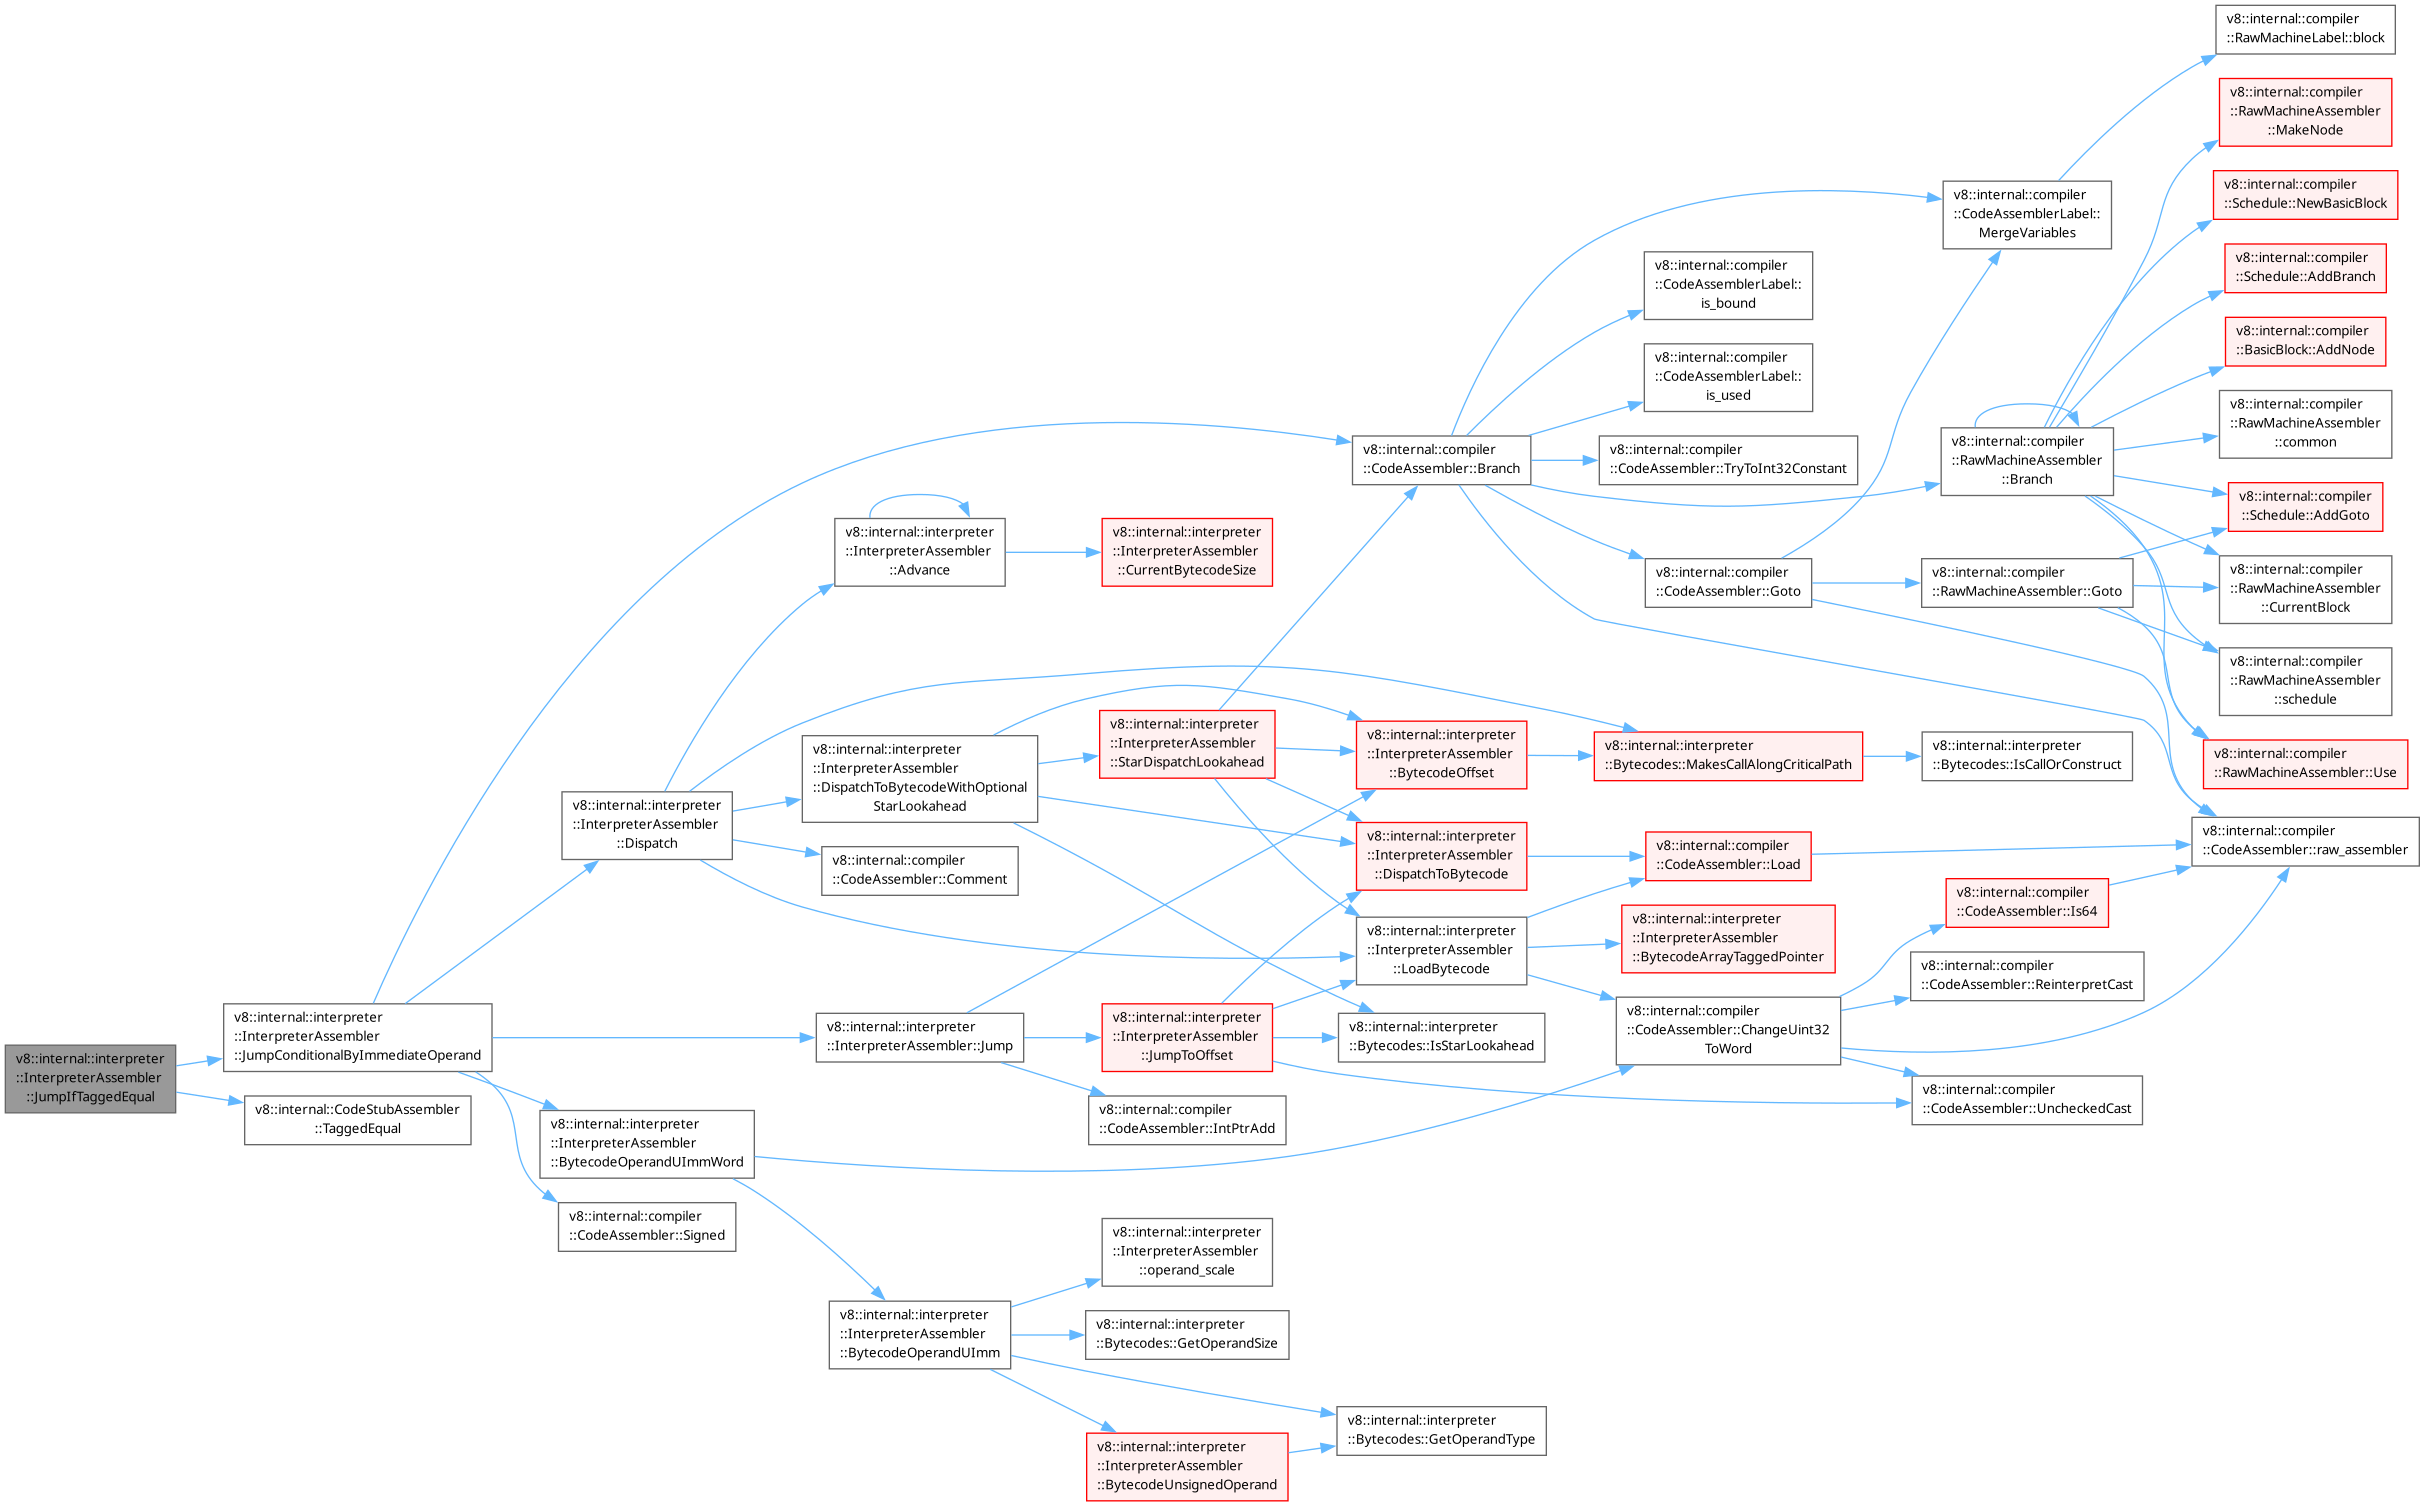 v8::internal::interpreter
::InterpreterAssembler
::JumpIfTaggedEqual
v8::internal::interpreter
::InterpreterAssembler
::JumpConditionalByImmediateOperand
v8::internal::CodeStubAssembler
::TaggedEqual
v8::internal::interpreter
::InterpreterAssembler
::Dispatch
v8::internal::interpreter
::InterpreterAssembler
::BytecodeOperandUImmWord
v8::internal::compiler
::CodeAssembler::Signed
v8::internal::interpreter
::InterpreterAssembler
::Advance
v8::internal::interpreter
::InterpreterAssembler
::DispatchToBytecodeWithOptional
StarLookahead
v8::internal::compiler
::CodeAssembler::Comment
v8::internal::interpreter
::InterpreterAssembler::Jump
v8::internal::interpreter
::InterpreterAssembler
::BytecodeOperandUImm
v8::internal::interpreter
::InterpreterAssembler
::CurrentBytecodeSize
v8::internal::interpreter
::InterpreterAssembler
::StarDispatchLookahead
v8::internal::interpreter
::InterpreterAssembler
::JumpToOffset
v8::internal::compiler
::CodeAssembler::IntPtrAdd
v8::internal::interpreter
::InterpreterAssembler
::operand_scale
v8::internal::interpreter
::Bytecodes::GetOperandSize
v8::internal::interpreter
::InterpreterAssembler
::BytecodeUnsignedOperand
v8::internal::compiler
::CodeAssembler::Branch
v8::internal::interpreter
::InterpreterAssembler
::BytecodeOffset
v8::internal::interpreter
::InterpreterAssembler
::DispatchToBytecode
v8::internal::interpreter
::InterpreterAssembler
::LoadBytecode
v8::internal::interpreter
::Bytecodes::IsStarLookahead
v8::internal::interpreter
::Bytecodes::GetOperandType
v8::internal::compiler
::CodeAssemblerLabel::
is_bound
v8::internal::compiler
::CodeAssemblerLabel::
is_used
v8::internal::compiler
::CodeAssembler::TryToInt32Constant
v8::internal::compiler
::CodeAssembler::Goto
v8::internal::interpreter
::Bytecodes::MakesCallAlongCriticalPath
v8::internal::compiler
::CodeAssembler::Load
v8::internal::interpreter
::InterpreterAssembler
::BytecodeArrayTaggedPointer
v8::internal::compiler
::CodeAssembler::ChangeUint32
ToWord
v8::internal::compiler
::CodeAssemblerLabel::
MergeVariables
v8::internal::compiler
::RawMachineAssembler
::Branch
v8::internal::compiler
::RawMachineAssembler::Goto
v8::internal::interpreter
::Bytecodes::IsCallOrConstruct
v8::internal::compiler
::CodeAssembler::Is64
v8::internal::compiler
::CodeAssembler::ReinterpretCast
v8::internal::compiler
::CodeAssembler::UncheckedCast
v8::internal::compiler
::RawMachineLabel::block
v8::internal::compiler
::RawMachineAssembler
::MakeNode
v8::internal::compiler
::Schedule::NewBasicBlock
v8::internal::compiler
::Schedule::AddBranch
v8::internal::compiler
::BasicBlock::AddNode
v8::internal::compiler
::RawMachineAssembler
::common
v8::internal::compiler
::Schedule::AddGoto
v8::internal::compiler
::RawMachineAssembler
::CurrentBlock
v8::internal::compiler
::RawMachineAssembler
::schedule
v8::internal::compiler
::RawMachineAssembler::Use
v8::internal::compiler
::CodeAssembler::raw_assembler